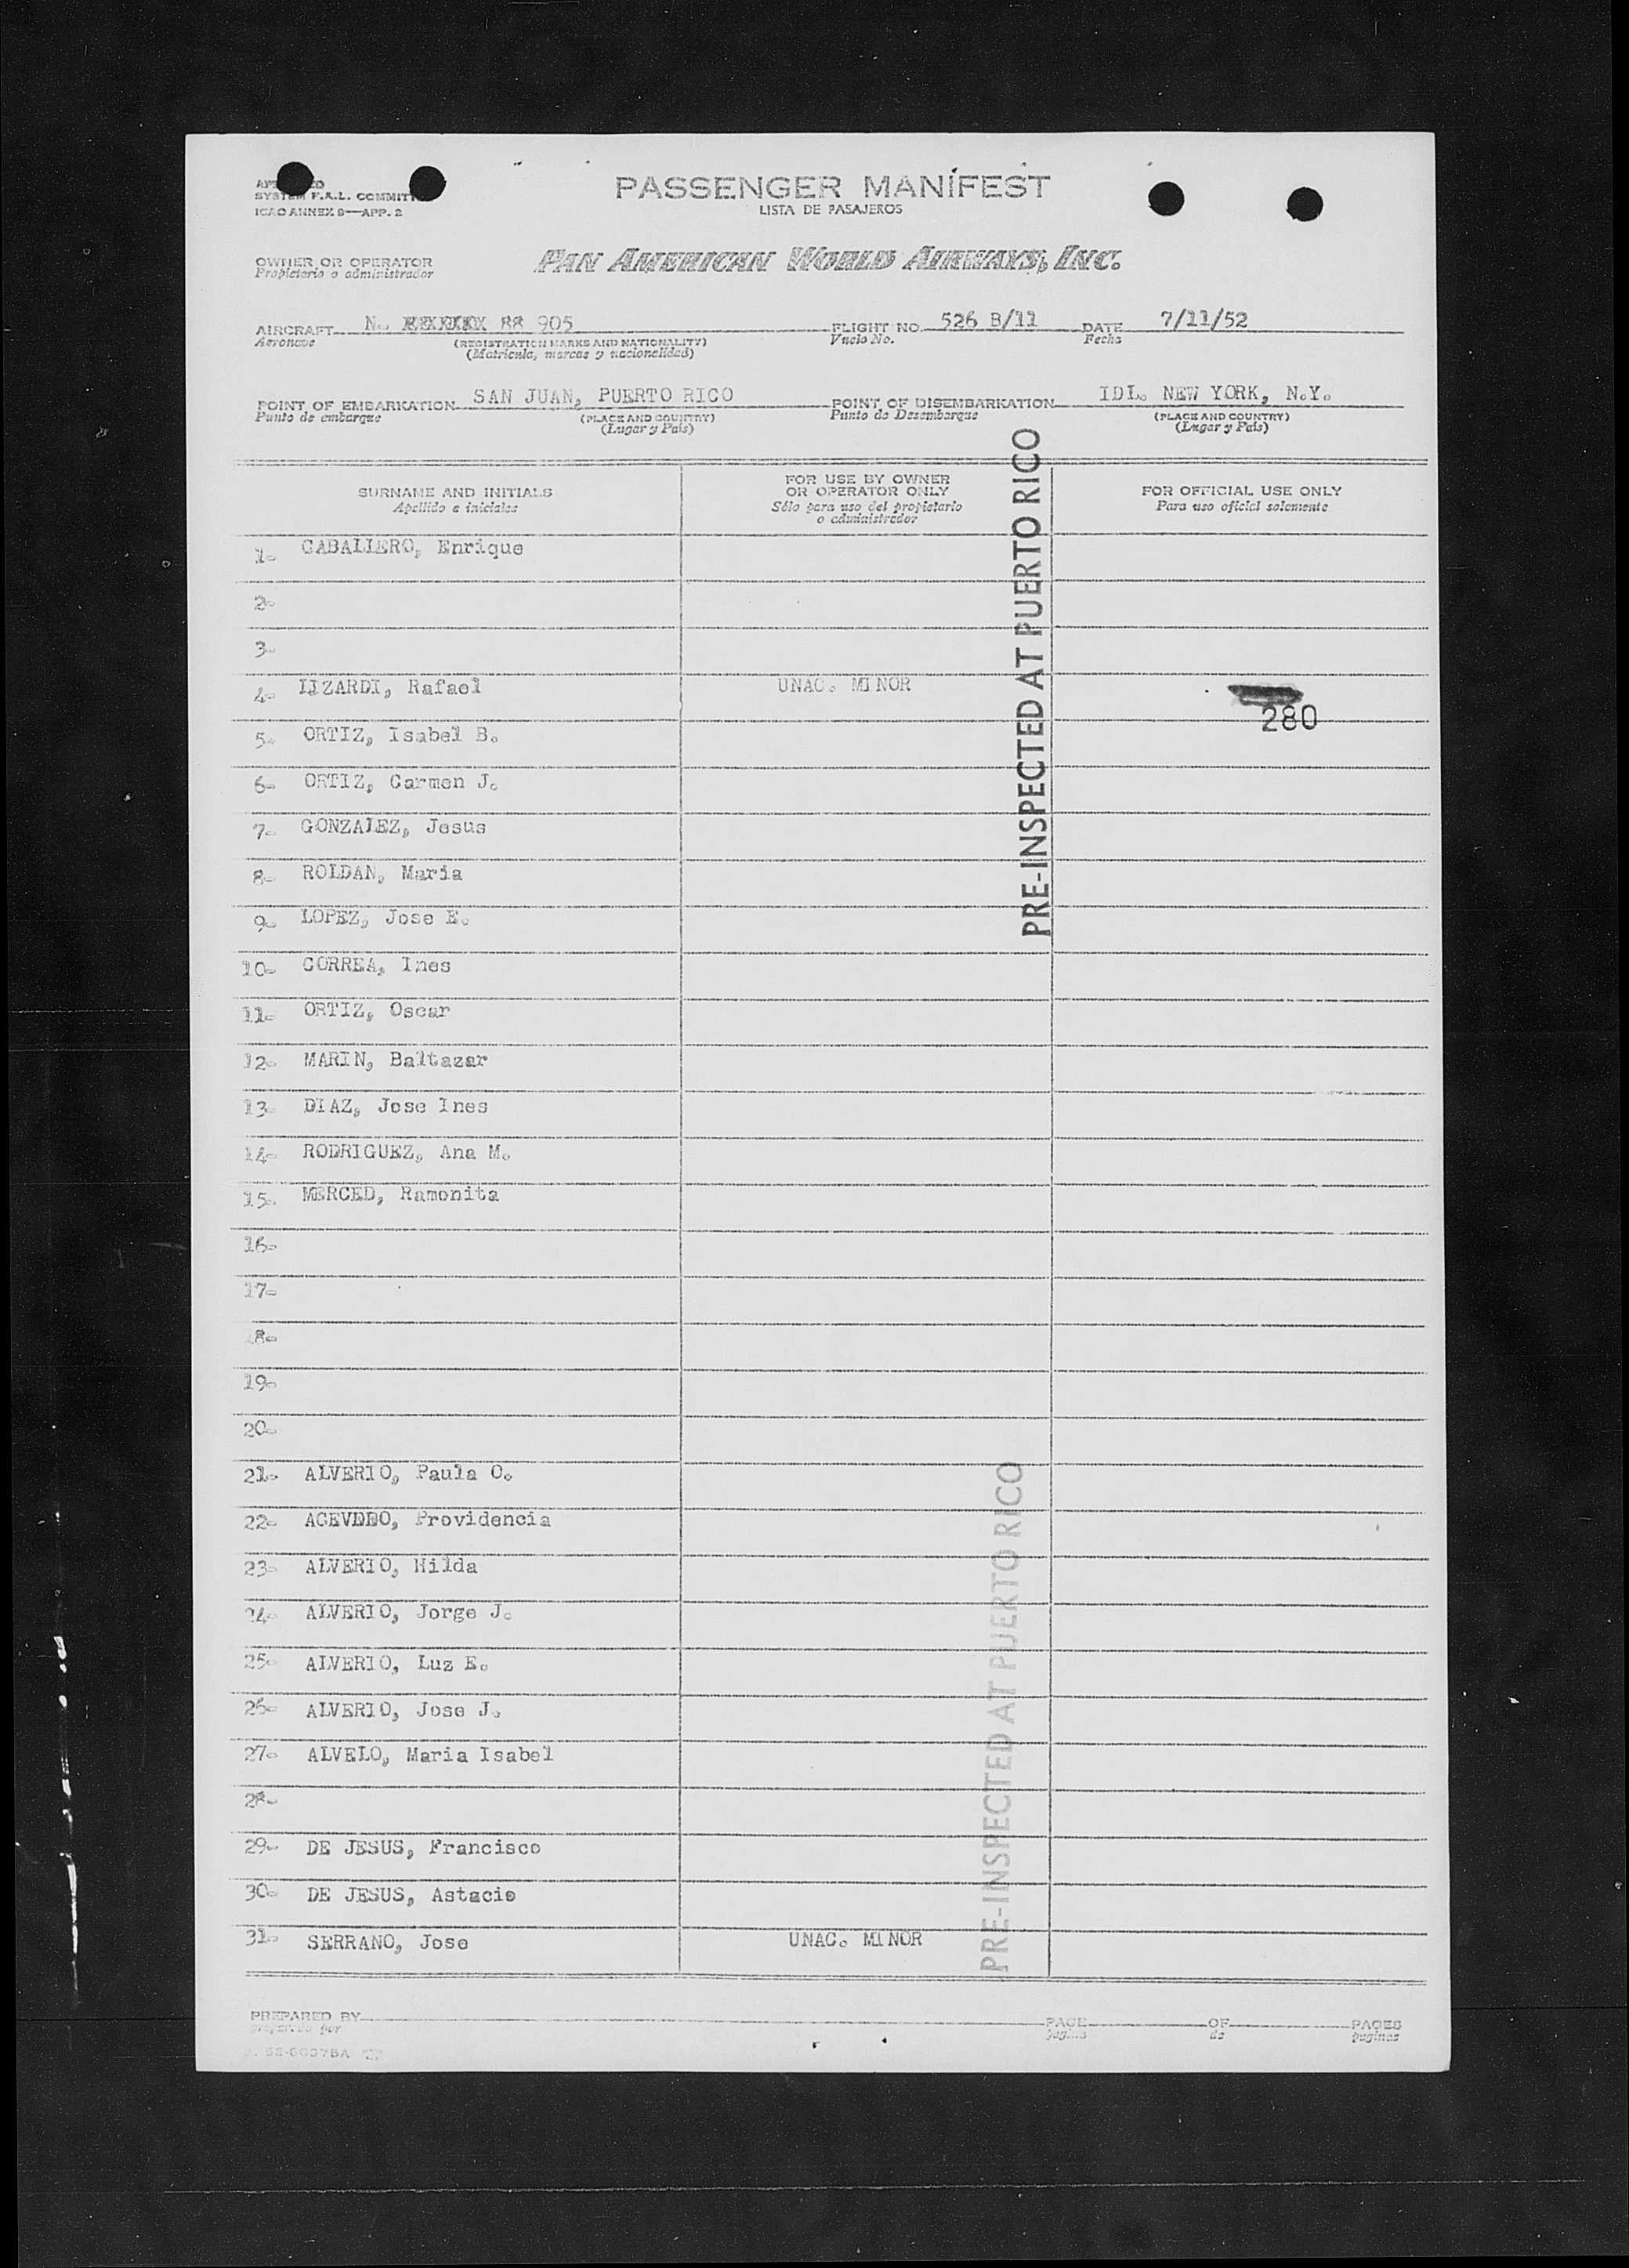 SYSTEM F.A.L.
ICAO ANNEX 9—APP. 2
PASSENGER MANIFEST
LISTA DE PASAJEROS
OWNER OR OPERATOR
Propietario o administrador
PAN AMERICAN WORLD AIRWAYS, INC.
AIRCRAFT N. 88 905 FLIGHT NO. 526 B/11 DATE 7/11/52
Aeronave (REGISTRATION MARKS AND NATIONALITY) Vuelo No. Fecha
(Matricula, marcas y nacionalidad)
POINT OF EMBARKATION SAN JUAN, PUERTO RICO POINT OF DISEMBARKATION IDL. NEW YORK, N.Y.
Punto de embarque (PLACE AND COUNTRY) Punto de Desembarque (PLACE AND COUNTRY)
(Lugar y País) (Lugar y País)
SURNAME AND INITIALS
Apellido e iniciales
FOR USE BY OWNER
OR OPERATOR ONLY
Sólo para uso del propietario
o administrador
FOR OFFICIAL USE ONLY
Para uso oficial solamente
1- CABALLERO, Enrique
2-
3-
4- LIZARDI, Rafael UNAC. MINOR
280
5- ORTIZ, Isabel B.
6- ORTIZ, Carmen J.
7- GONZALEZ, Jesus
8- ROLDAN, Maria
9- LOPEZ, Jose E.
10- CORREA, Ines
11- ORTIZ, Oscar
12- MARIN, Baltazar
13- DIAZ, Jose Ines
14- RODRIGUEZ, Ana M.
15- MERCED, Ramonita
16-
17-
18-
19-
20-
21- ALVERIO, Paula O.
22- ACEVDDO, Providencia
23- ALVERIO, Hilda
24- ALVERIO, Jorge J.
25- ALVERIO, Luz E.
26- ALVERIO, Jose J.
27- ALVELO, Maria Isabel
28-
29- DE JESUS, Francisco
30- DE JESUS, Astacio
31- SERRANO, Jose UNAC. MINOR
PRE-INSPECTED AT PUERTO RICO
PRE-INSPECTED AT PUERTO RICO
PREPARED BY PAGE OF PAGES
por pagina de paginas